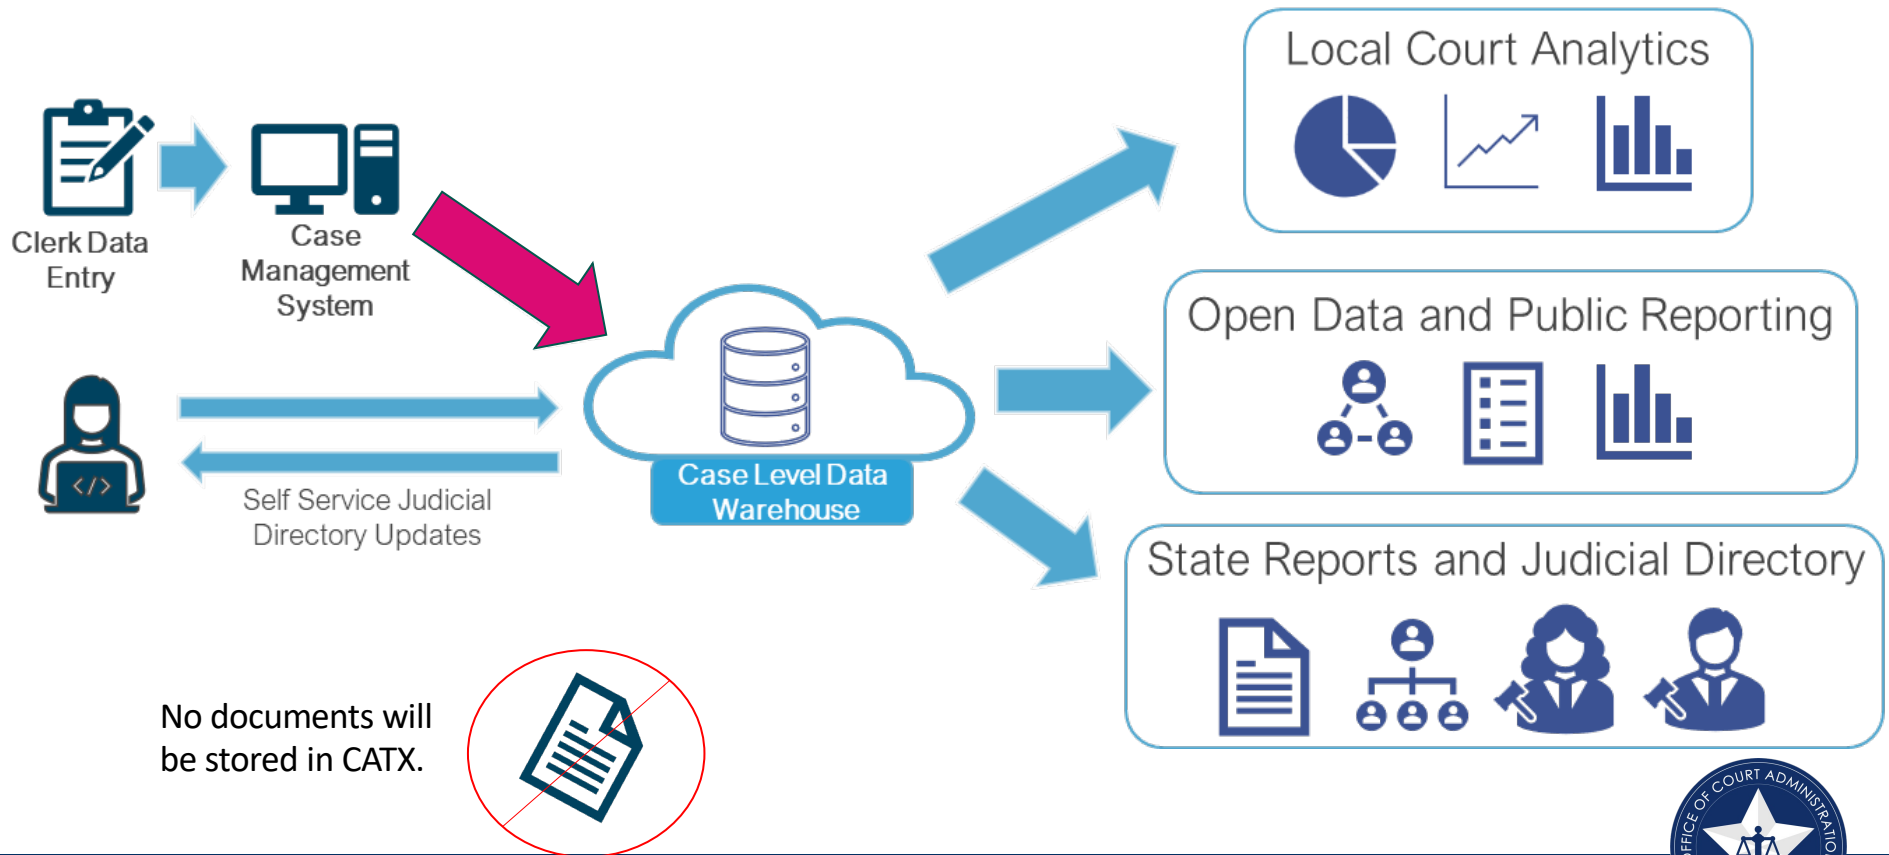 Local Court Analytics
Clerk Data
Entry
Case
Management
System
Open Data and Public Reporting
</>
Self Service Judicial
Directory Updates
Case Level Data
Warehouse
State Reports and Judicial Directory
No documents will
be stored in CATX.
OFFICE OF COURT ADMINISTRATIO